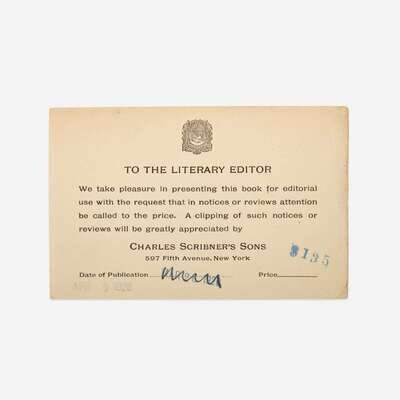 TO THE LITERARY EDITOR
We take pleasure in presenting this book for editorial
use with the request that in notices or reviews attention
be called to the price. A clipping of such notices or
reviews will be greatly appreciated by
CHARLES SCRIBNER'S SONS
597 Fifth Avenue, New York
$135
Date of Publication Price